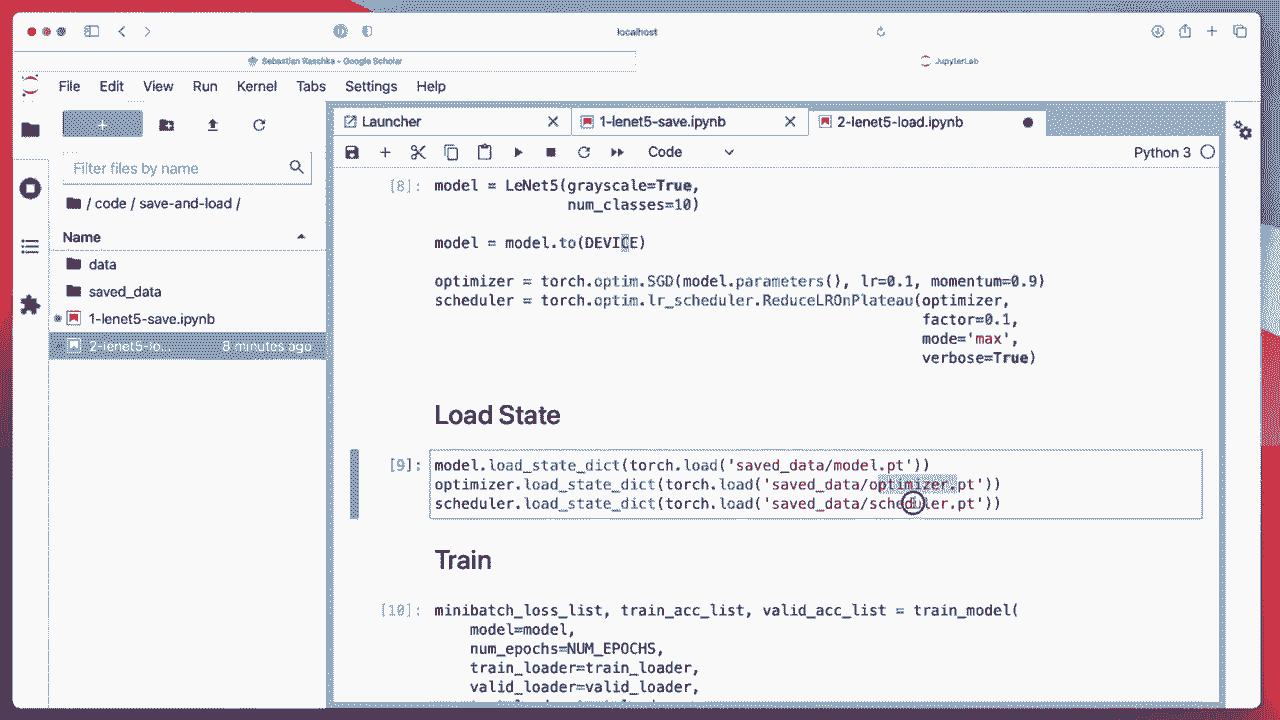 localhost
Sebastian Raschka - Google Scholar
JupyterLab
File Edit View Run Kernel Tabs Settings Help
Launcher
1-lenet5-save.ipynb
2-lenet5-load.ipynb
Code
Python 3
Filter files by name
/ code / save-and-load /
Name
data
saved_data
1-lenet5-save.ipynb
2-lenet5-lo... 8 minutes ago
[8]: model = LeNet5(grayscale=True,
num_classes=10)
model = model.to(DEVICE)
optimizer = torch.optim.SGD(model.parameters(), lr=0.1, momentum=0.9)
scheduler = torch.optim.lr_scheduler.ReduceLROnPlateau(optimizer,
factor=0.1,
mode='max',
verbose=True)
Load State
[9]: model.load_state_dict(torch.load('saved_data/model.pt'))
optimizer.load_state_dict(torch.load('saved_data/optimizer.pt'))
scheduler.load_state_dict(torch.load('saved_data/scheduler.pt'))
Train
[10]: minibatch_loss_list, train_acc_list, valid_acc_list = train_model(
model=model,
num_epochs=NUM_EPOCHS,
train_loader=train_loader,
valid_loader=valid_loader,